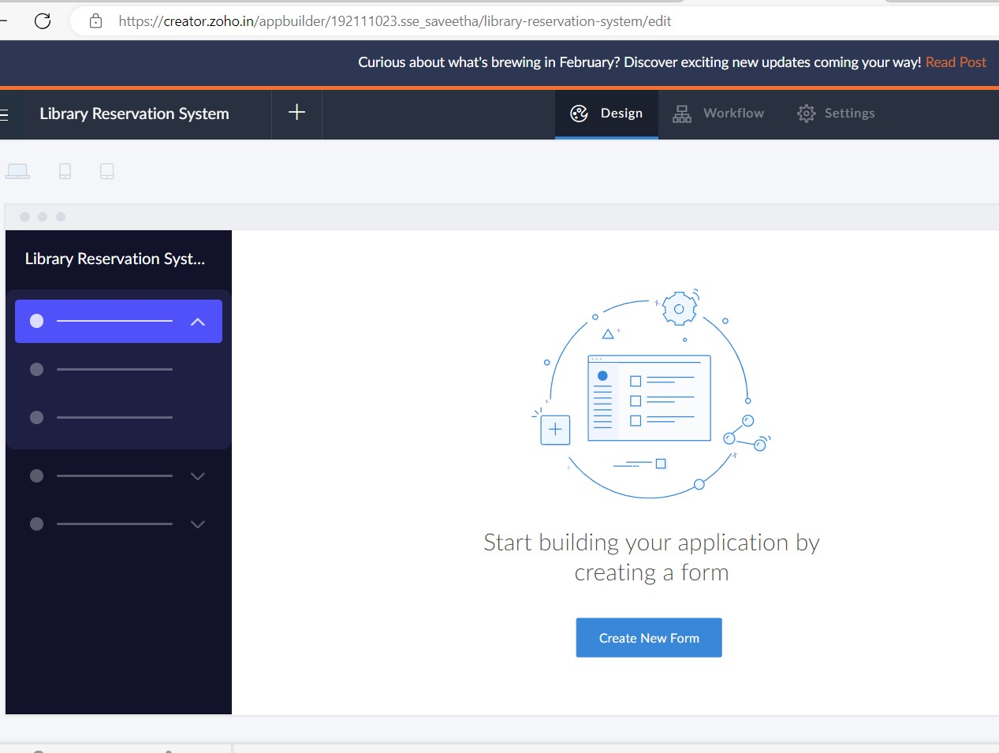 https://creator.zoho.in/appbuilder/192111023.sse_saveetha/library-reservation-system/edit
Curious about what's brewing in February? Discover exciting new updates coming your way! Read Post
Library Reservation System
Design
Workflow
Settings
Library Reservation Syst...
Start building your application by
creating a form
Create New Form